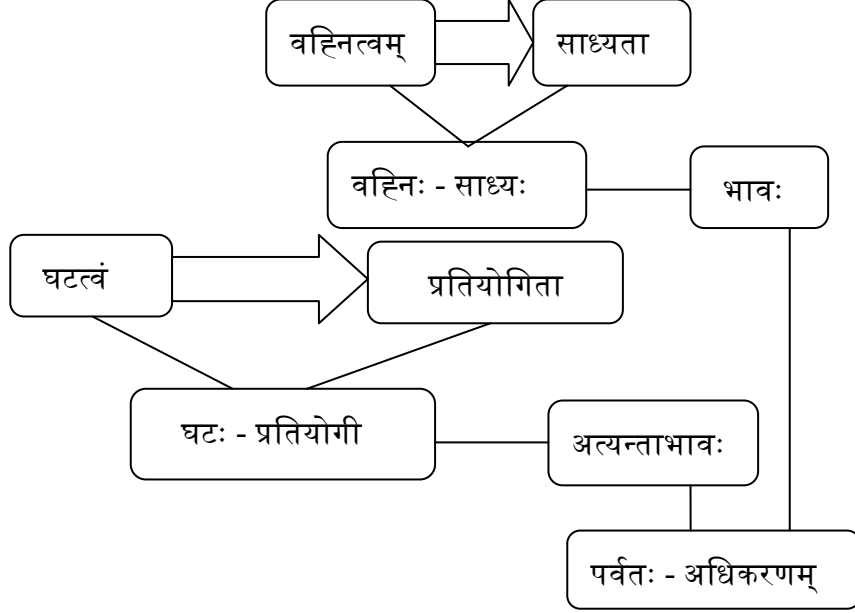 वह्नित्वम्
साध्यता
वह्निः - साध्यः
भावः
घटत्वं
प्रतियोगिता
घटः - प्रतियोगी
अत्यन्ताभावः
पर्वतः - अधिकरणम्